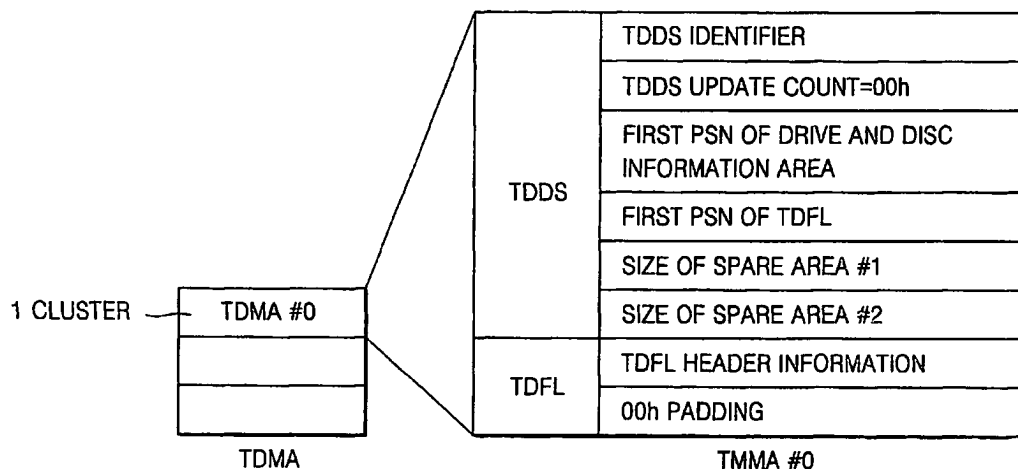 1 CLUSTER
TDMA #0
TDMA
TDDS
TDDS IDENTIFIER
TDDS UPDATE COUNT=00h
FIRST PSN OF DRIVE AND DISC
INFORMATION AREA
FIRST PSN OF TDFL
SIZE OF SPARE AREA #1
SIZE OF SPARE AREA #2
TDFL
TDFL HEADER INFORMATION
00h PADDING
TMMA #0